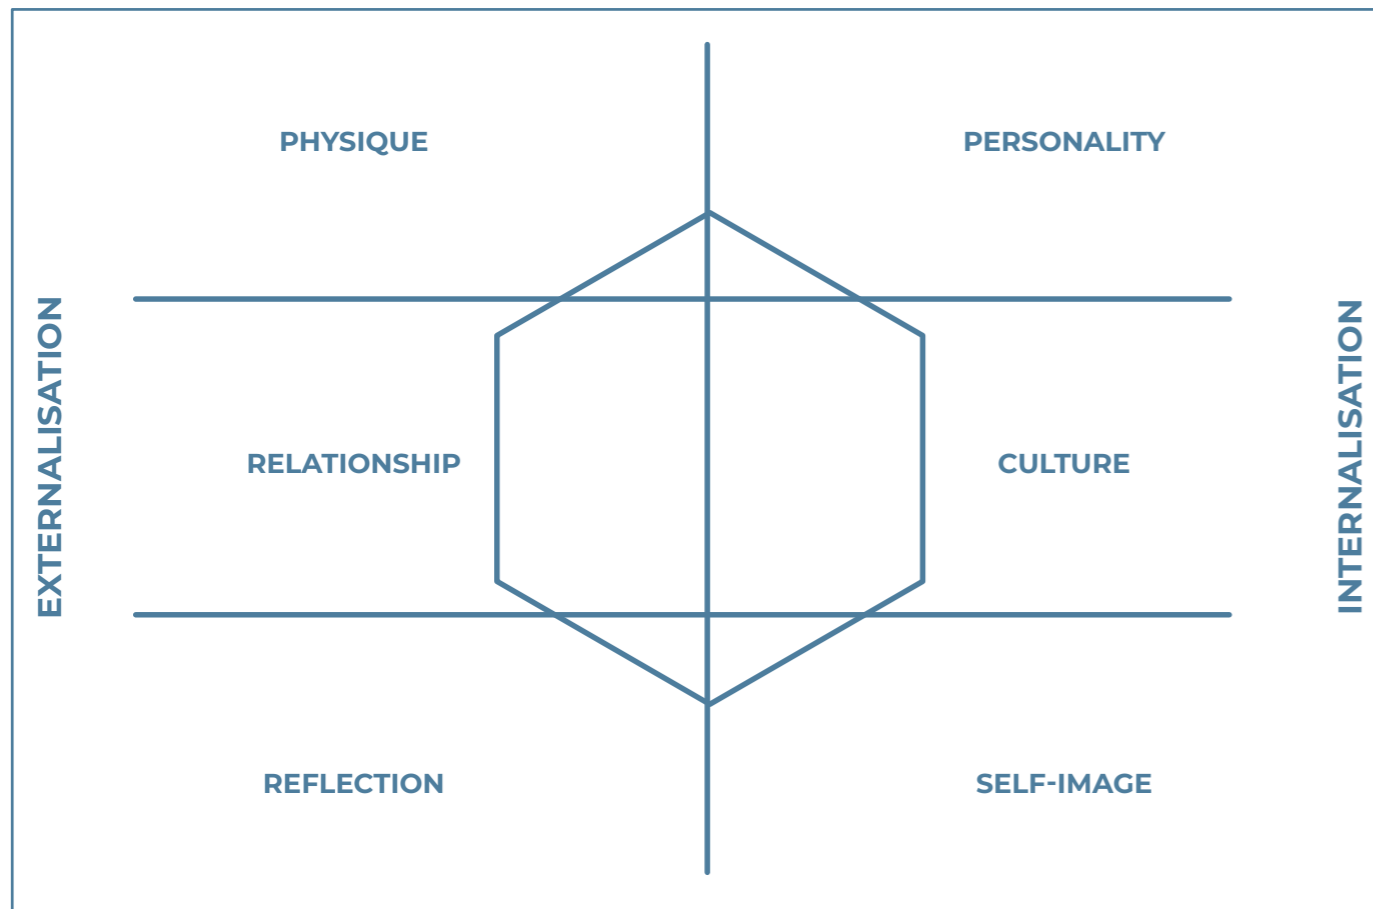 PHYSIQUE
PERSONALITY
EXTERNALISATION
RELATIONSHIP
CULTURE
INTERNALISATION
REFLECTION
SELF-IMAGE